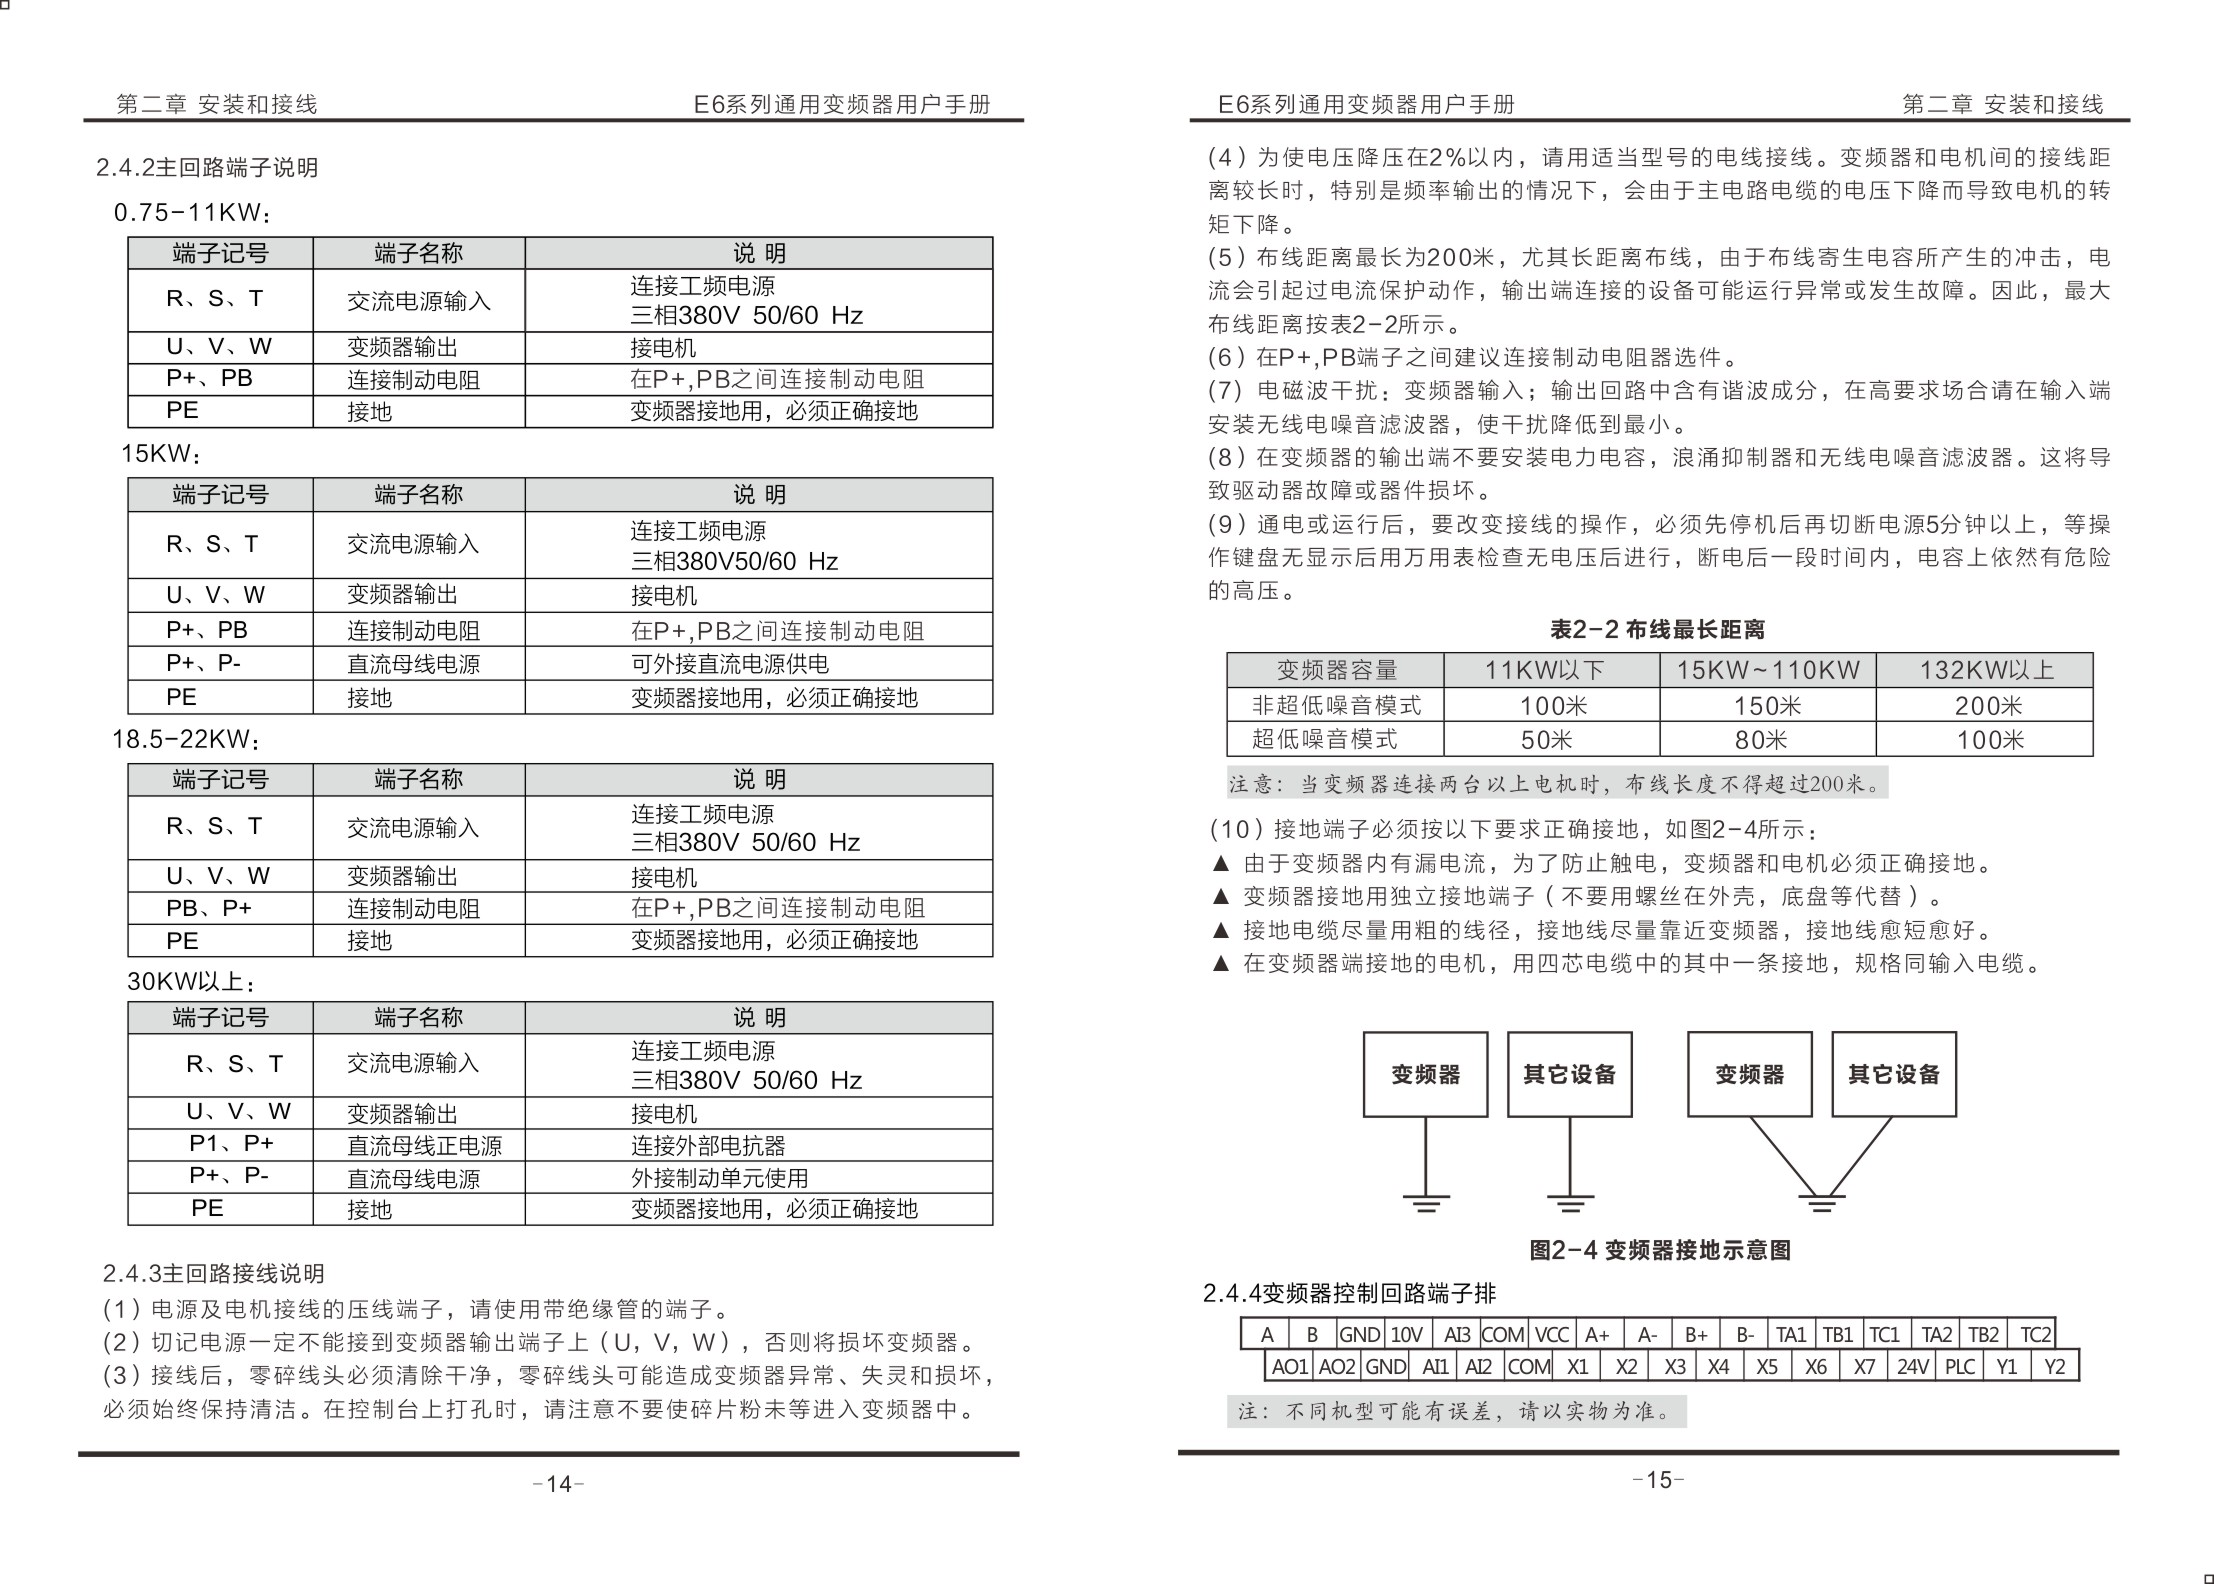 第二章 安装和接线 E6系列通用变频器用户手册
2.4.2主回路端子说明
0.75-11KW:
端子记号 端子名称 说 明
R、S、T 交流电源输入 连接工频电源
三相380V 50/60 Hz
U、V、W 变频器输出 接电机
P+、PB 连接制动电阻 在P+,PB之间连接制动电阻
PE 接地 变频器接地用，必须正确接地
15KW:
端子记号 端子名称 说 明
R、S、T 交流电源输入 连接工频电源
三相380V50/60 Hz
U、V、W 变频器输出 接电机
P+、PB 连接制动电阻 在P+,PB之间连接制动电阻
P+、P- 直流母线电源 可外接直流电源供电
PE 接地 变频器接地用，必须正确接地
18.5-22KW:
端子记号 端子名称 说 明
R、S、T 交流电源输入 连接工频电源
三相380V 50/60 Hz
U、V、W 变频器输出 接电机
PB、P+ 连接制动电阻 在P+,PB之间连接制动电阻
PE 接地 变频器接地用，必须正确接地
30KW以上:
端子记号 端子名称 说 明
R、S、T 交流电源输入 连接工频电源
三相380V 50/60 Hz
U、V、W 变频器输出 接电机
P1、P+ 直流母线正电源 连接外部电抗器
P+、P- 直流母线电源 外接制动单元使用
PE 接地 变频器接地用，必须正确接地
2.4.3主回路接线说明
(1）电源及电机接线的压线端子，请使用带绝缘管的端子。
(2）切记电源一定不能接到变频器输出端子上（U，V，W），否则将损坏变频器。
(3）接线后，零碎线头必须清除干净，零碎线头可能造成变频器异常、失灵和损坏，
必须始终保持清洁。在控制台上打孔时，请注意不要使碎片粉未等进入变频器中。
-14-
E6系列通用变频器用户手册 第二章 安装和接线
(4）为使电压降压在2%以内，请用适当型号的电线接线。变频器和电机间的接线距
离较长时，特别是频率输出的情况下，会由于主电路电缆的电压下降而导致电机的转
矩下降。
(5）布线距离最长为200米，尤其长距离布线，由于布线寄生电容所产生的冲击，电
流会引起过电流保护动作，输出端连接的设备可能运行异常或发生故障。因此，最大
布线距离按表2-2所示。
(6）在P+,PB端子之间建议连接制动电阻器选件。
(7）电磁波干扰：变频器输入；输出回路中含有谐波成分，在高要求场合请在输入端
安装无线电噪音滤波器，使干扰降低到最小。
(8）在变频器的输出端不要安装电力电容，浪涌抑制器和无线电噪音滤波器。这将导
致驱动器故障或器件损坏。
(9）通电或运行后，要改变接线的操作，必须先停机后再切断电源5分钟以上，等操
作键盘无显示后用万用表检查无电压后进行，断电后一段时间内，电容上依然有危险
的高压。
表2-2 布线最长距离
变频器容量 11KW以下 15KW~110KW 132KW以上
非超低噪音模式 100米 150米 200米
超低噪音模式 50米 80米 100米
注意：当变频器连接两台以上电机时，布线长度不得超过200米。
(10）接地端子必须按以下要求正确接地，如图2-4所示：
▲ 由于变频器内有漏电流，为了防止触电，变频器和电机必须正确接地。
▲ 变频器接地用独立接地端子（不要用螺丝在外壳，底盘等代替）。
▲ 接地电缆尽量用粗的线径，接地线尽量靠近变频器，接地线愈短愈好。
▲ 在变频器端接地的电机，用四芯电缆中的其中一条接地，规格同输入电缆。
变频器 其它设备 变频器 其它设备
图2-4 变频器接地示意图
2.4.4变频器控制回路端子排
A B GND 10V AI3 COM VCC A+ A- B+ B- TA1 TB1 TC1 TA2 TB2 TC2
AO1 AO2 GND AI1 AI2 COM X1 X2 X3 X4 X5 X6 X7 24V PLC Y1 Y2
注：不同机型可能有误差，请以实物为准。
-15-